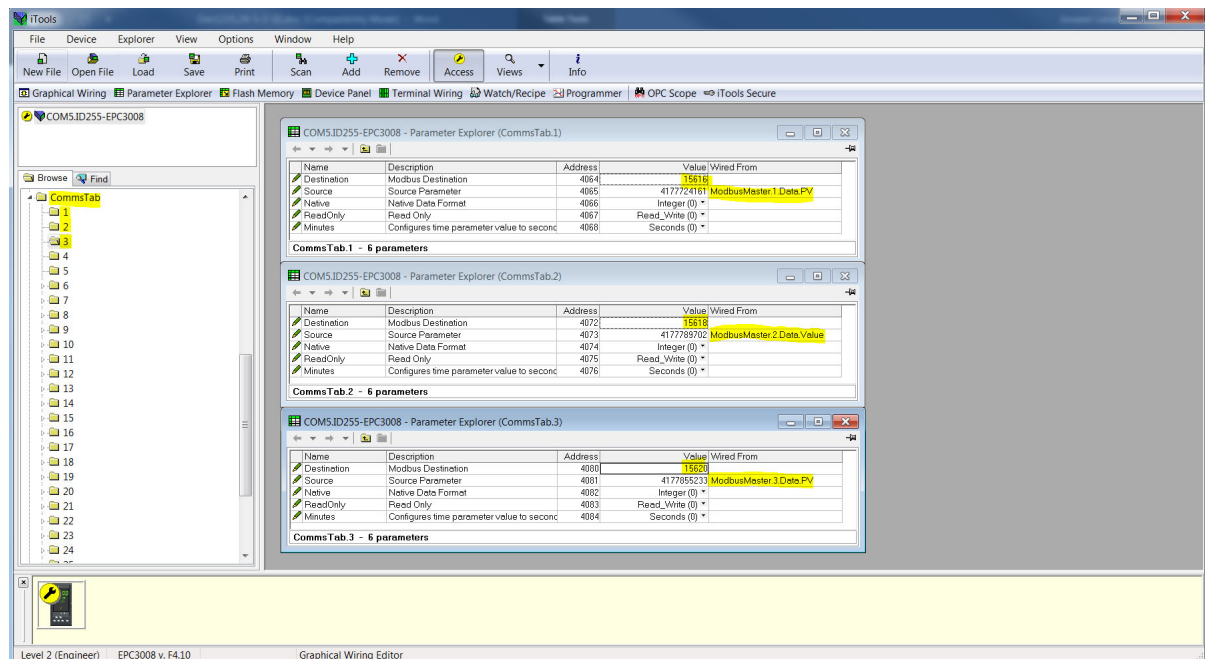 iTools
File Device Explorer View Options Window Help
New File Open File Load Save Print Scan Add Remove Access Views Info
Graphical Wiring Parameter Explorer Flash Memory Device Panel Terminal Wiring Watch/Recipe Programmer OPC Scope iTools Secure
COM5.ID255-EPC3008
Browse Find
CommsTab
1
2
3
4
5
6
7
8
9
10
11
12
13
14
15
16
17
18
19
20
21
22
23
24
COM5.ID255-EPC3008 - Parameter Explorer (CommsTab.1)
Name Description Address Value Wired From
Destination Modbus Destination 4064 15616
Source Source Parameter 4065 4177724161 ModbusMaster.1.Data.PV
Native Native Data Format 4066 Integer (0)
ReadOnly Read Only 4067 Read_Write (0)
Minutes Configures time parameter value to second 4068 Seconds (0)
CommsTab.1 - 6 parameters
COM5.ID255-EPC3008 - Parameter Explorer (CommsTab.2)
Name Description Address Value Wired From
Destination Modbus Destination 4072 15618
Source Source Parameter 4073 4177789702 ModbusMaster.2.Data.Value
Native Native Data Format 4074 Integer (0)
ReadOnly Read Only 4075 Read_Write (0)
Minutes Configures time parameter value to second 4076 Seconds (0)
CommsTab.2 - 6 parameters
COM5.ID255-EPC3008 - Parameter Explorer (CommsTab.3)
Name Description Address Value Wired From
Destination Modbus Destination 4080 15620
Source Source Parameter 4081 4177855233 ModbusMaster.3.Data.PV
Native Native Data Format 4082 Integer (0)
ReadOnly Read Only 4083 Read_Write (0)
Minutes Configures time parameter value to second 4084 Seconds (0)
CommsTab.3 - 6 parameters
Level 2 (Engineer) EPC3008 v. F4.10 Graphical Wiring Editor